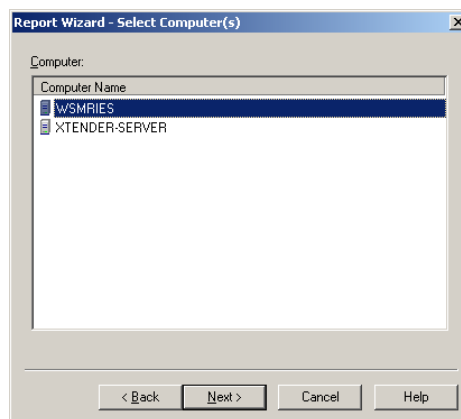 Report Wizard - Select Computer(s)
Computer:
Computer Name
WSMRIES
XTENDER-SERVER
< Back Next > Cancel Help